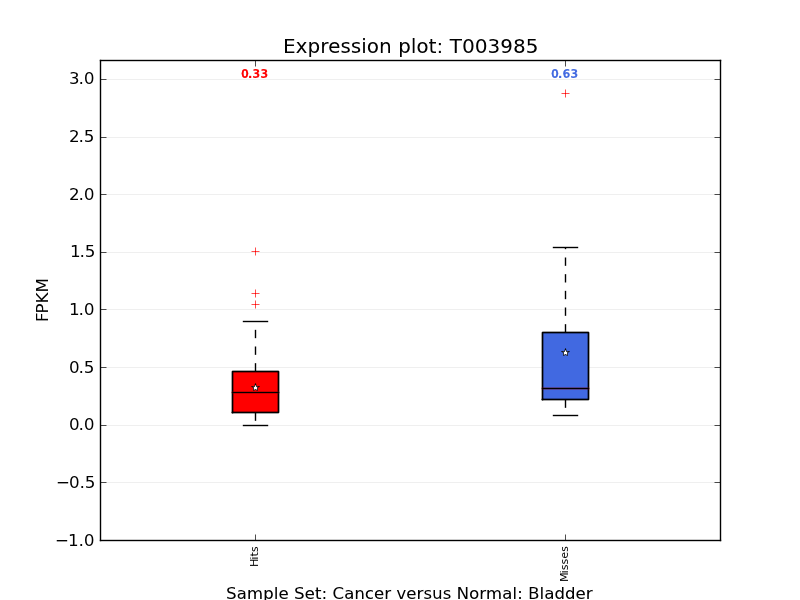 Expression plot: T003985
0.33
0.63
3.0
2.5
2.0
1.5
1.0
0.5
0.0
−0.5
−1.0
FPKM
Hits
Misses
Sample Set: Cancer versus Normal: Bladder